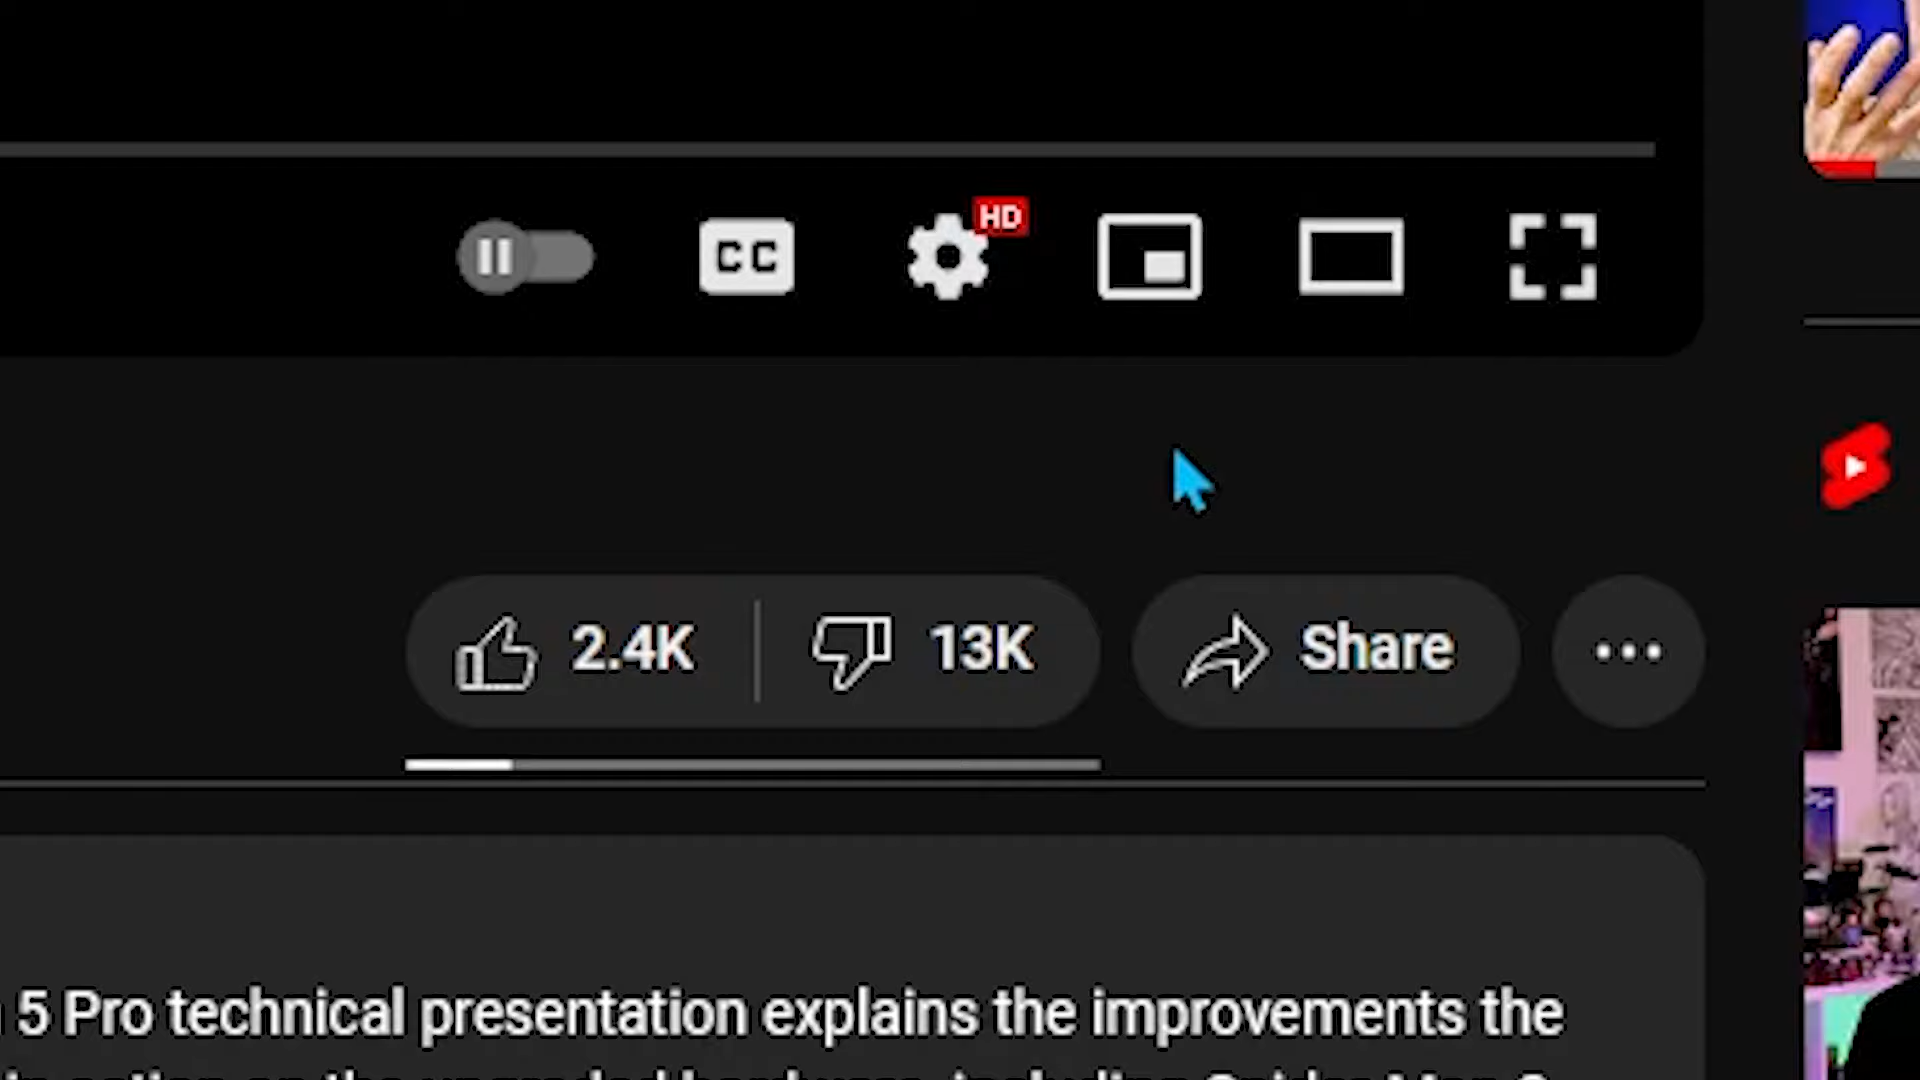 HD
CC
2.4K 13K Share
5 Pro technical presentation explains the improvements the